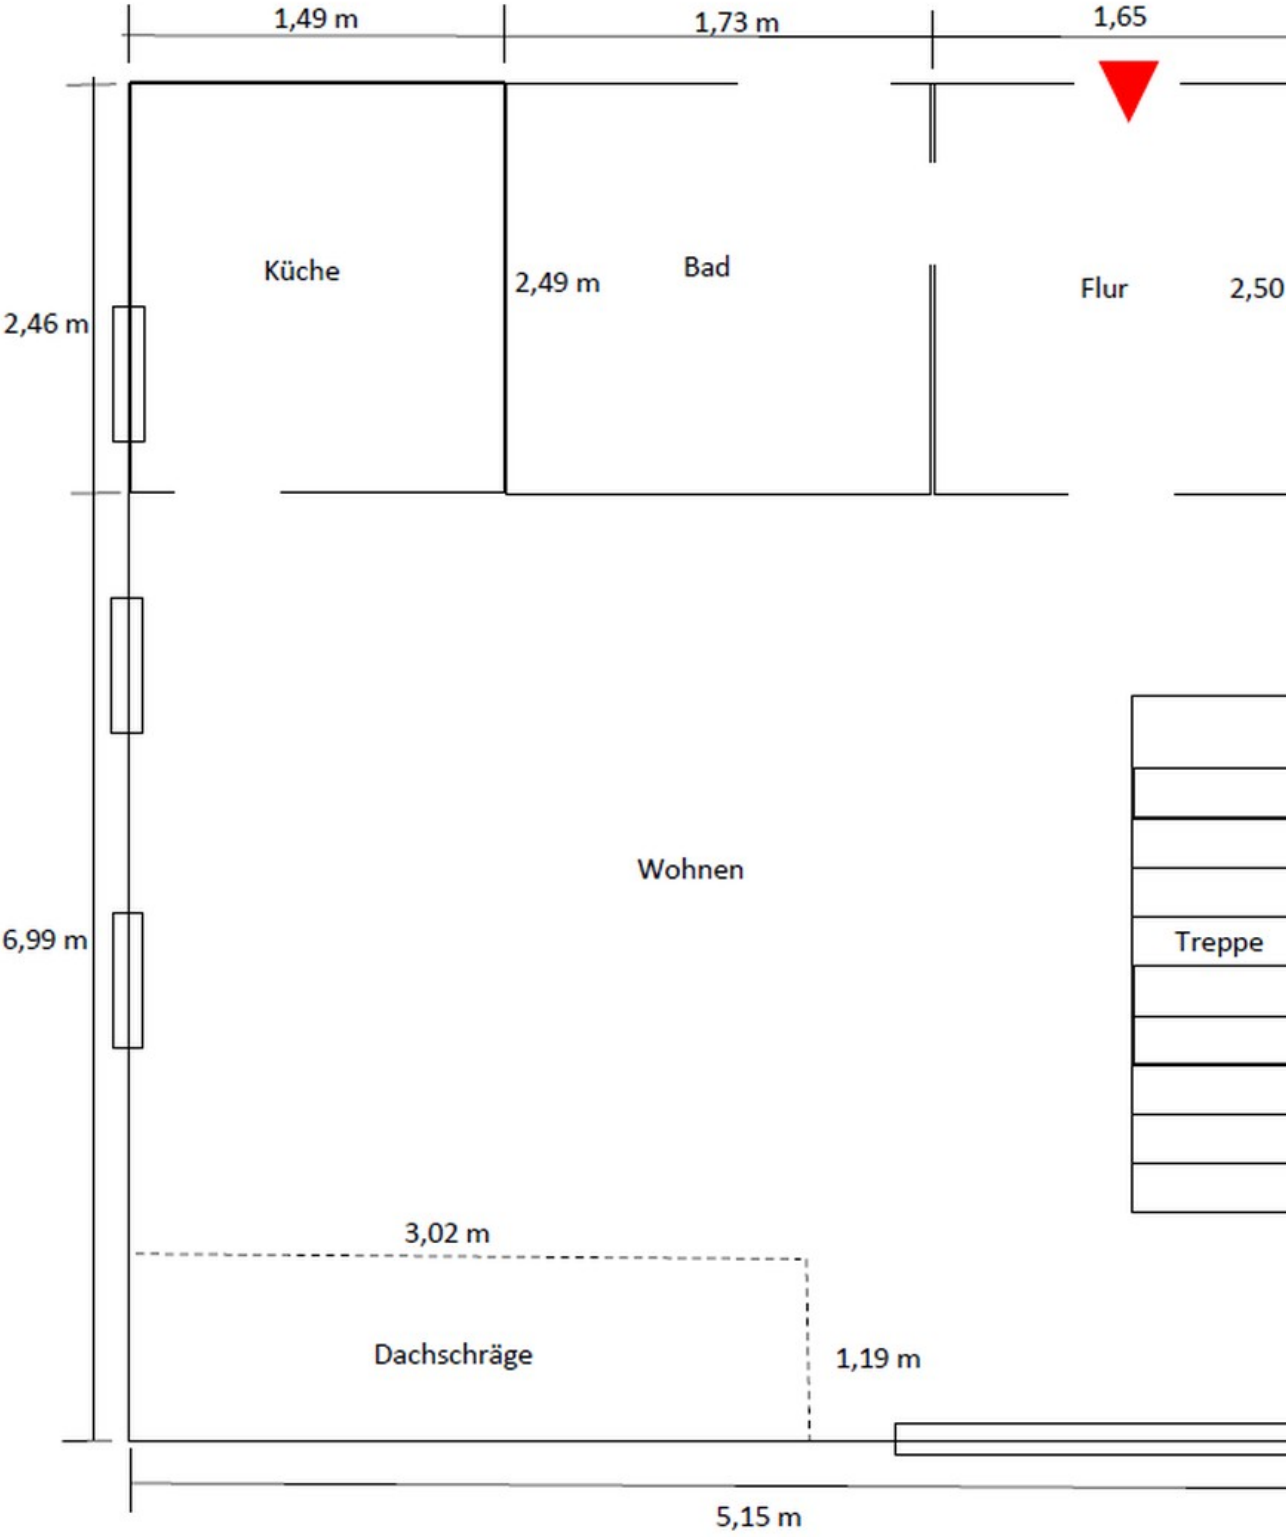 1,49 m
1,73 m
1,65
Küche
Bad
2,49 m
Flur
2,50
2,46 m
Wohnen
6,99 m
Treppe
3,02 m
Dachschräge
1,19 m
5,15 m